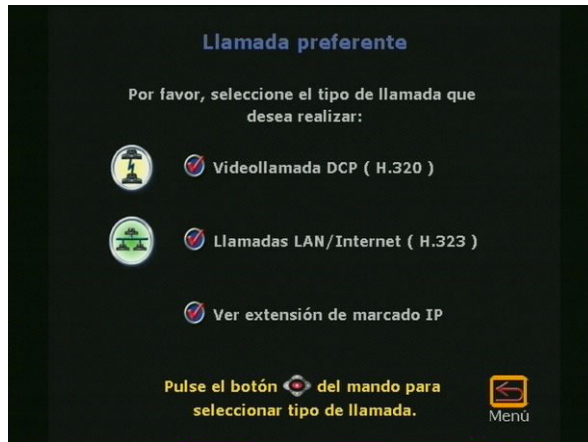 Llamada preferente
Por favor, seleccione el tipo de llamada que
desea realizar:
Videollamada DCP ( H.320 )
Llamadas LAN/Internet ( H.323 )
Ver extensión de marcado IP
Pulse el botón del mando para
seleccionar tipo de llamada.
Menú